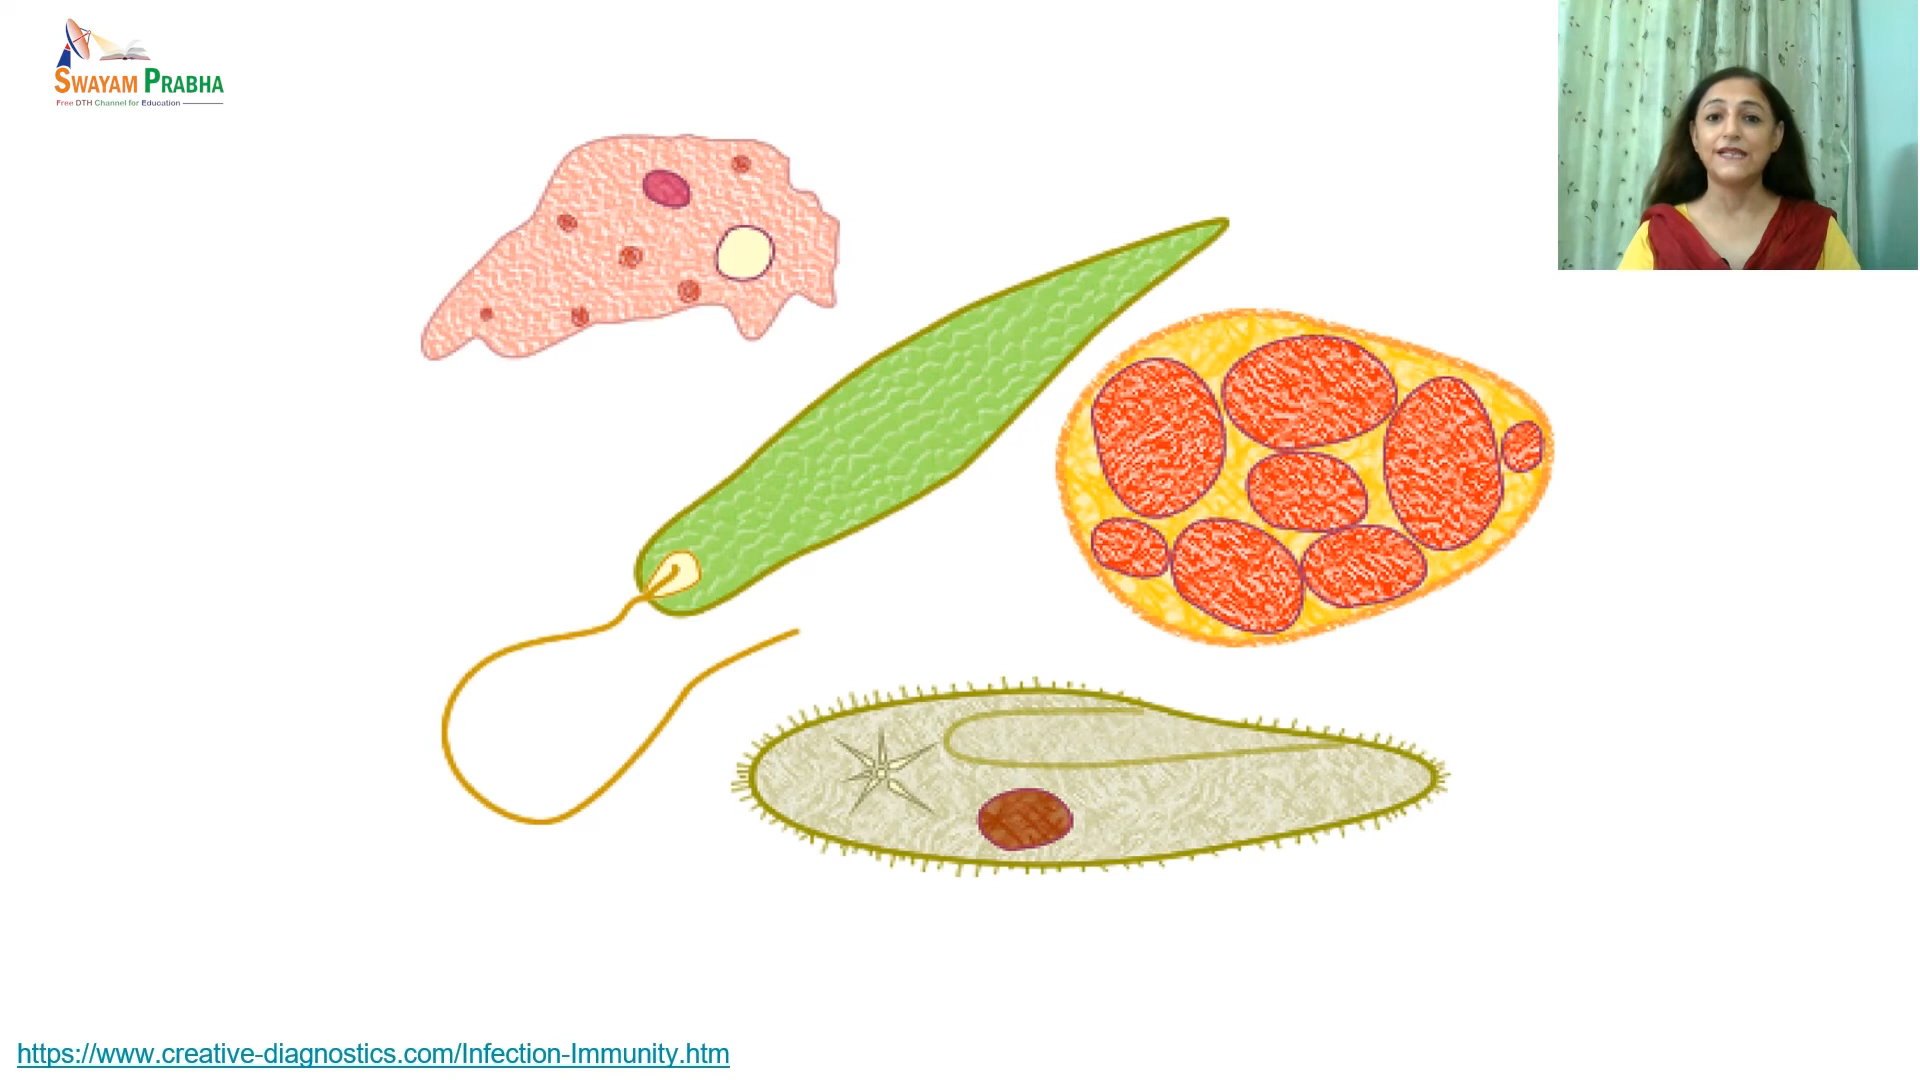 SWAYAM PRABHA
Free DTH Channel for Education
https://www.creative-diagnostics.com/Infection-Immunity.htm